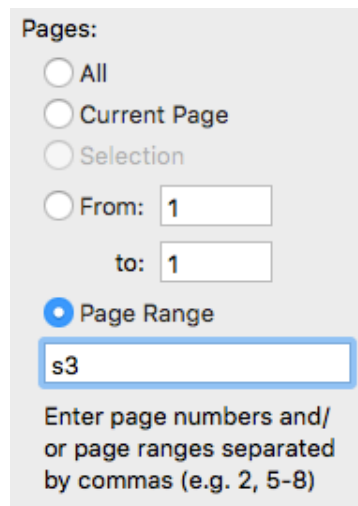 Pages:
All
Current Page
Selection
From: 1
to: 1
Page Range
s3
Enter page numbers and/
or page ranges separated
by commas (e.g. 2, 5-8)